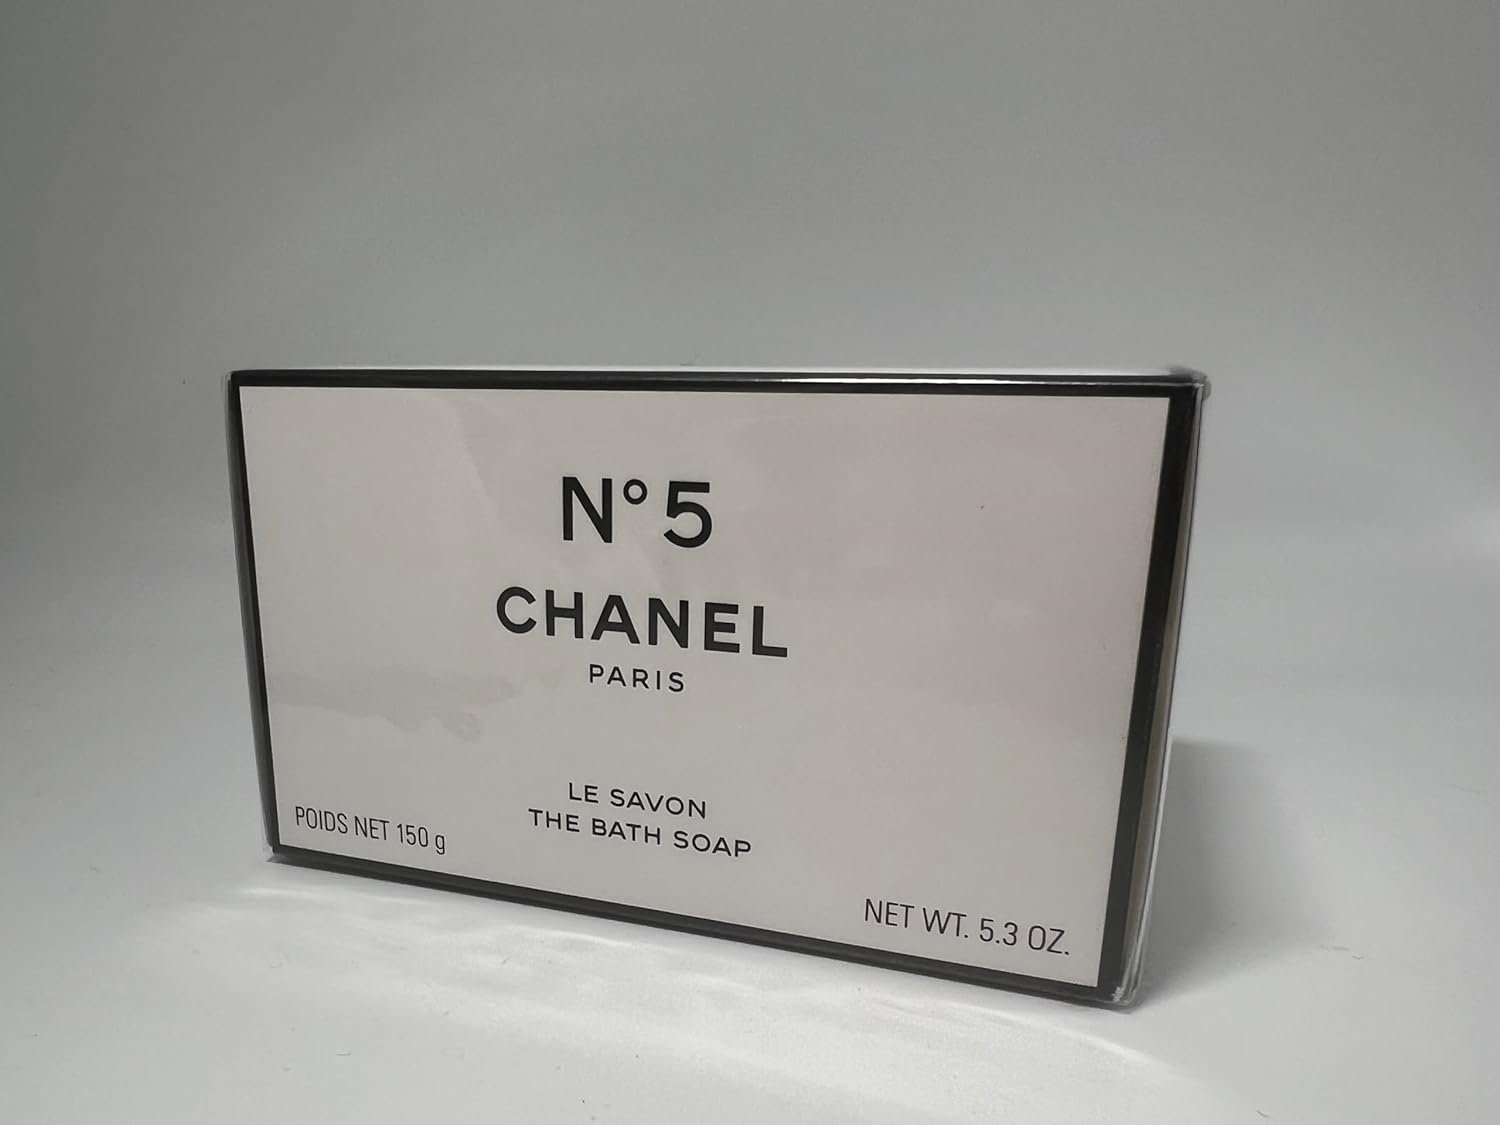 N°5
CHANEL
PARIS
LE SAVON
THE BATH SOAP
POIDS NET 150 g
NET WT. 5.3 OZ.